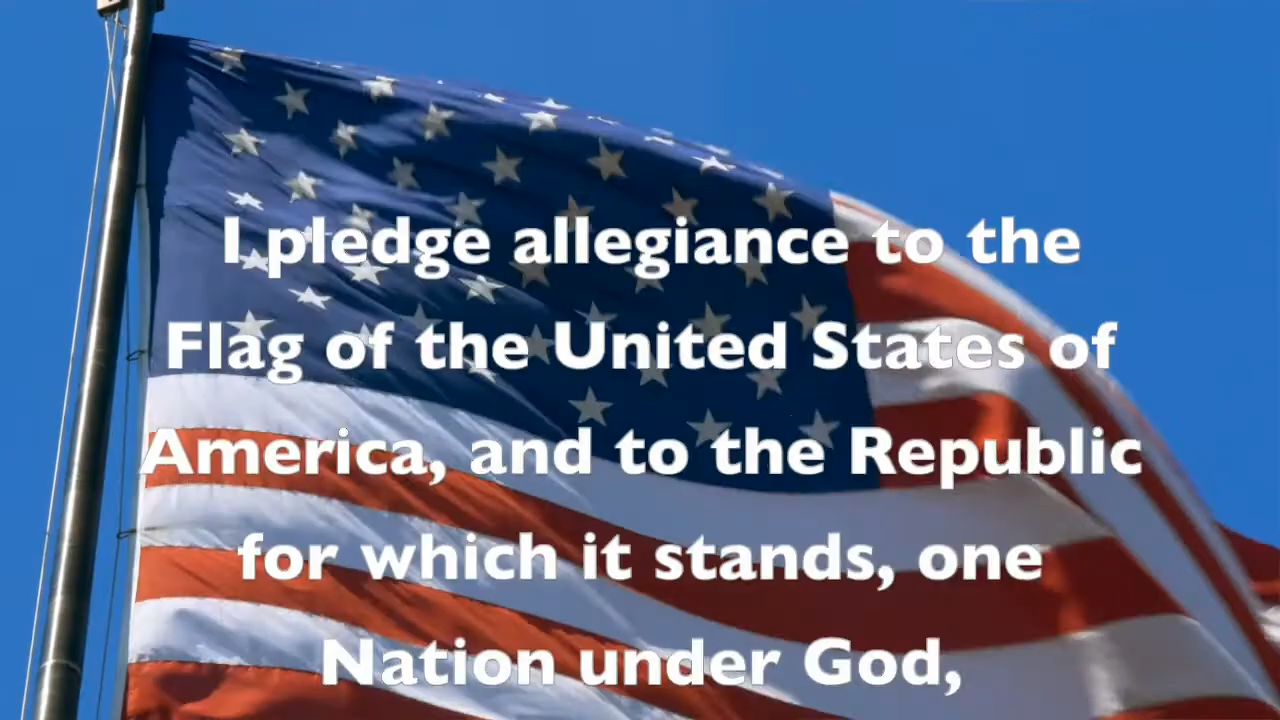 I pledge allegiance to the
Flag of the United States of
America, and to the Republic
for which it stands, one
Nation under God,